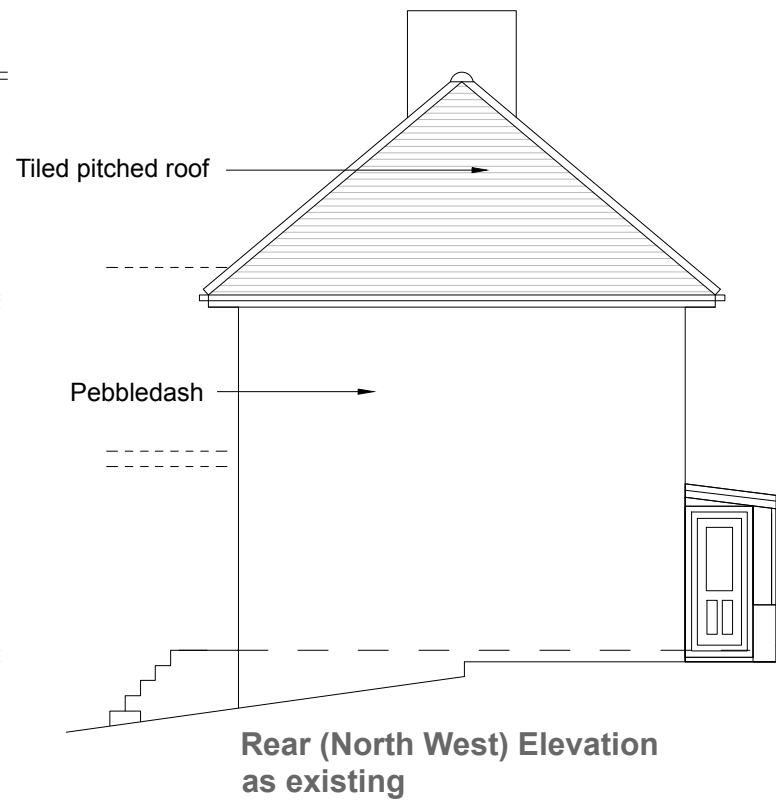 Tiled pitched roof
Pebbledash
Rear (North West) Elevation
as existing